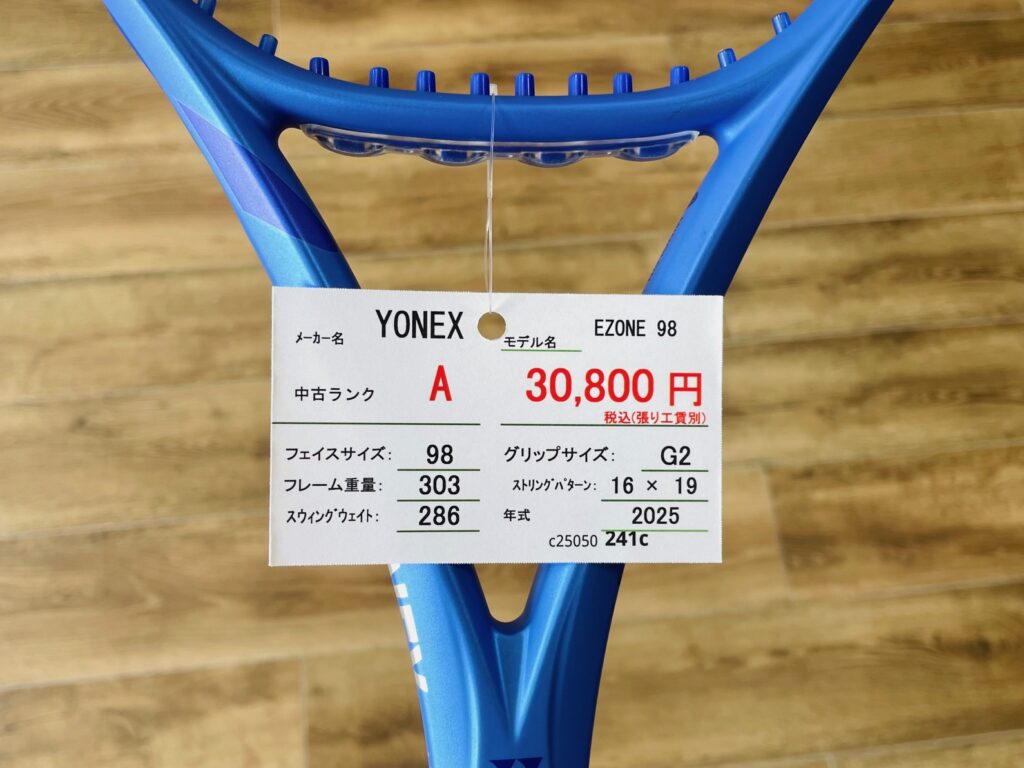 メーカー名 YONEX モデル名 EZONE 98
中古ランク A 30,800 円
税込(張り工賃別)
フェイスサイズ: 98 グリップサイズ: G2
フレーム重量: 303 ストリングパターン: 16 × 19
スウィングウェイト: 286 年式 2025
c25050 241c